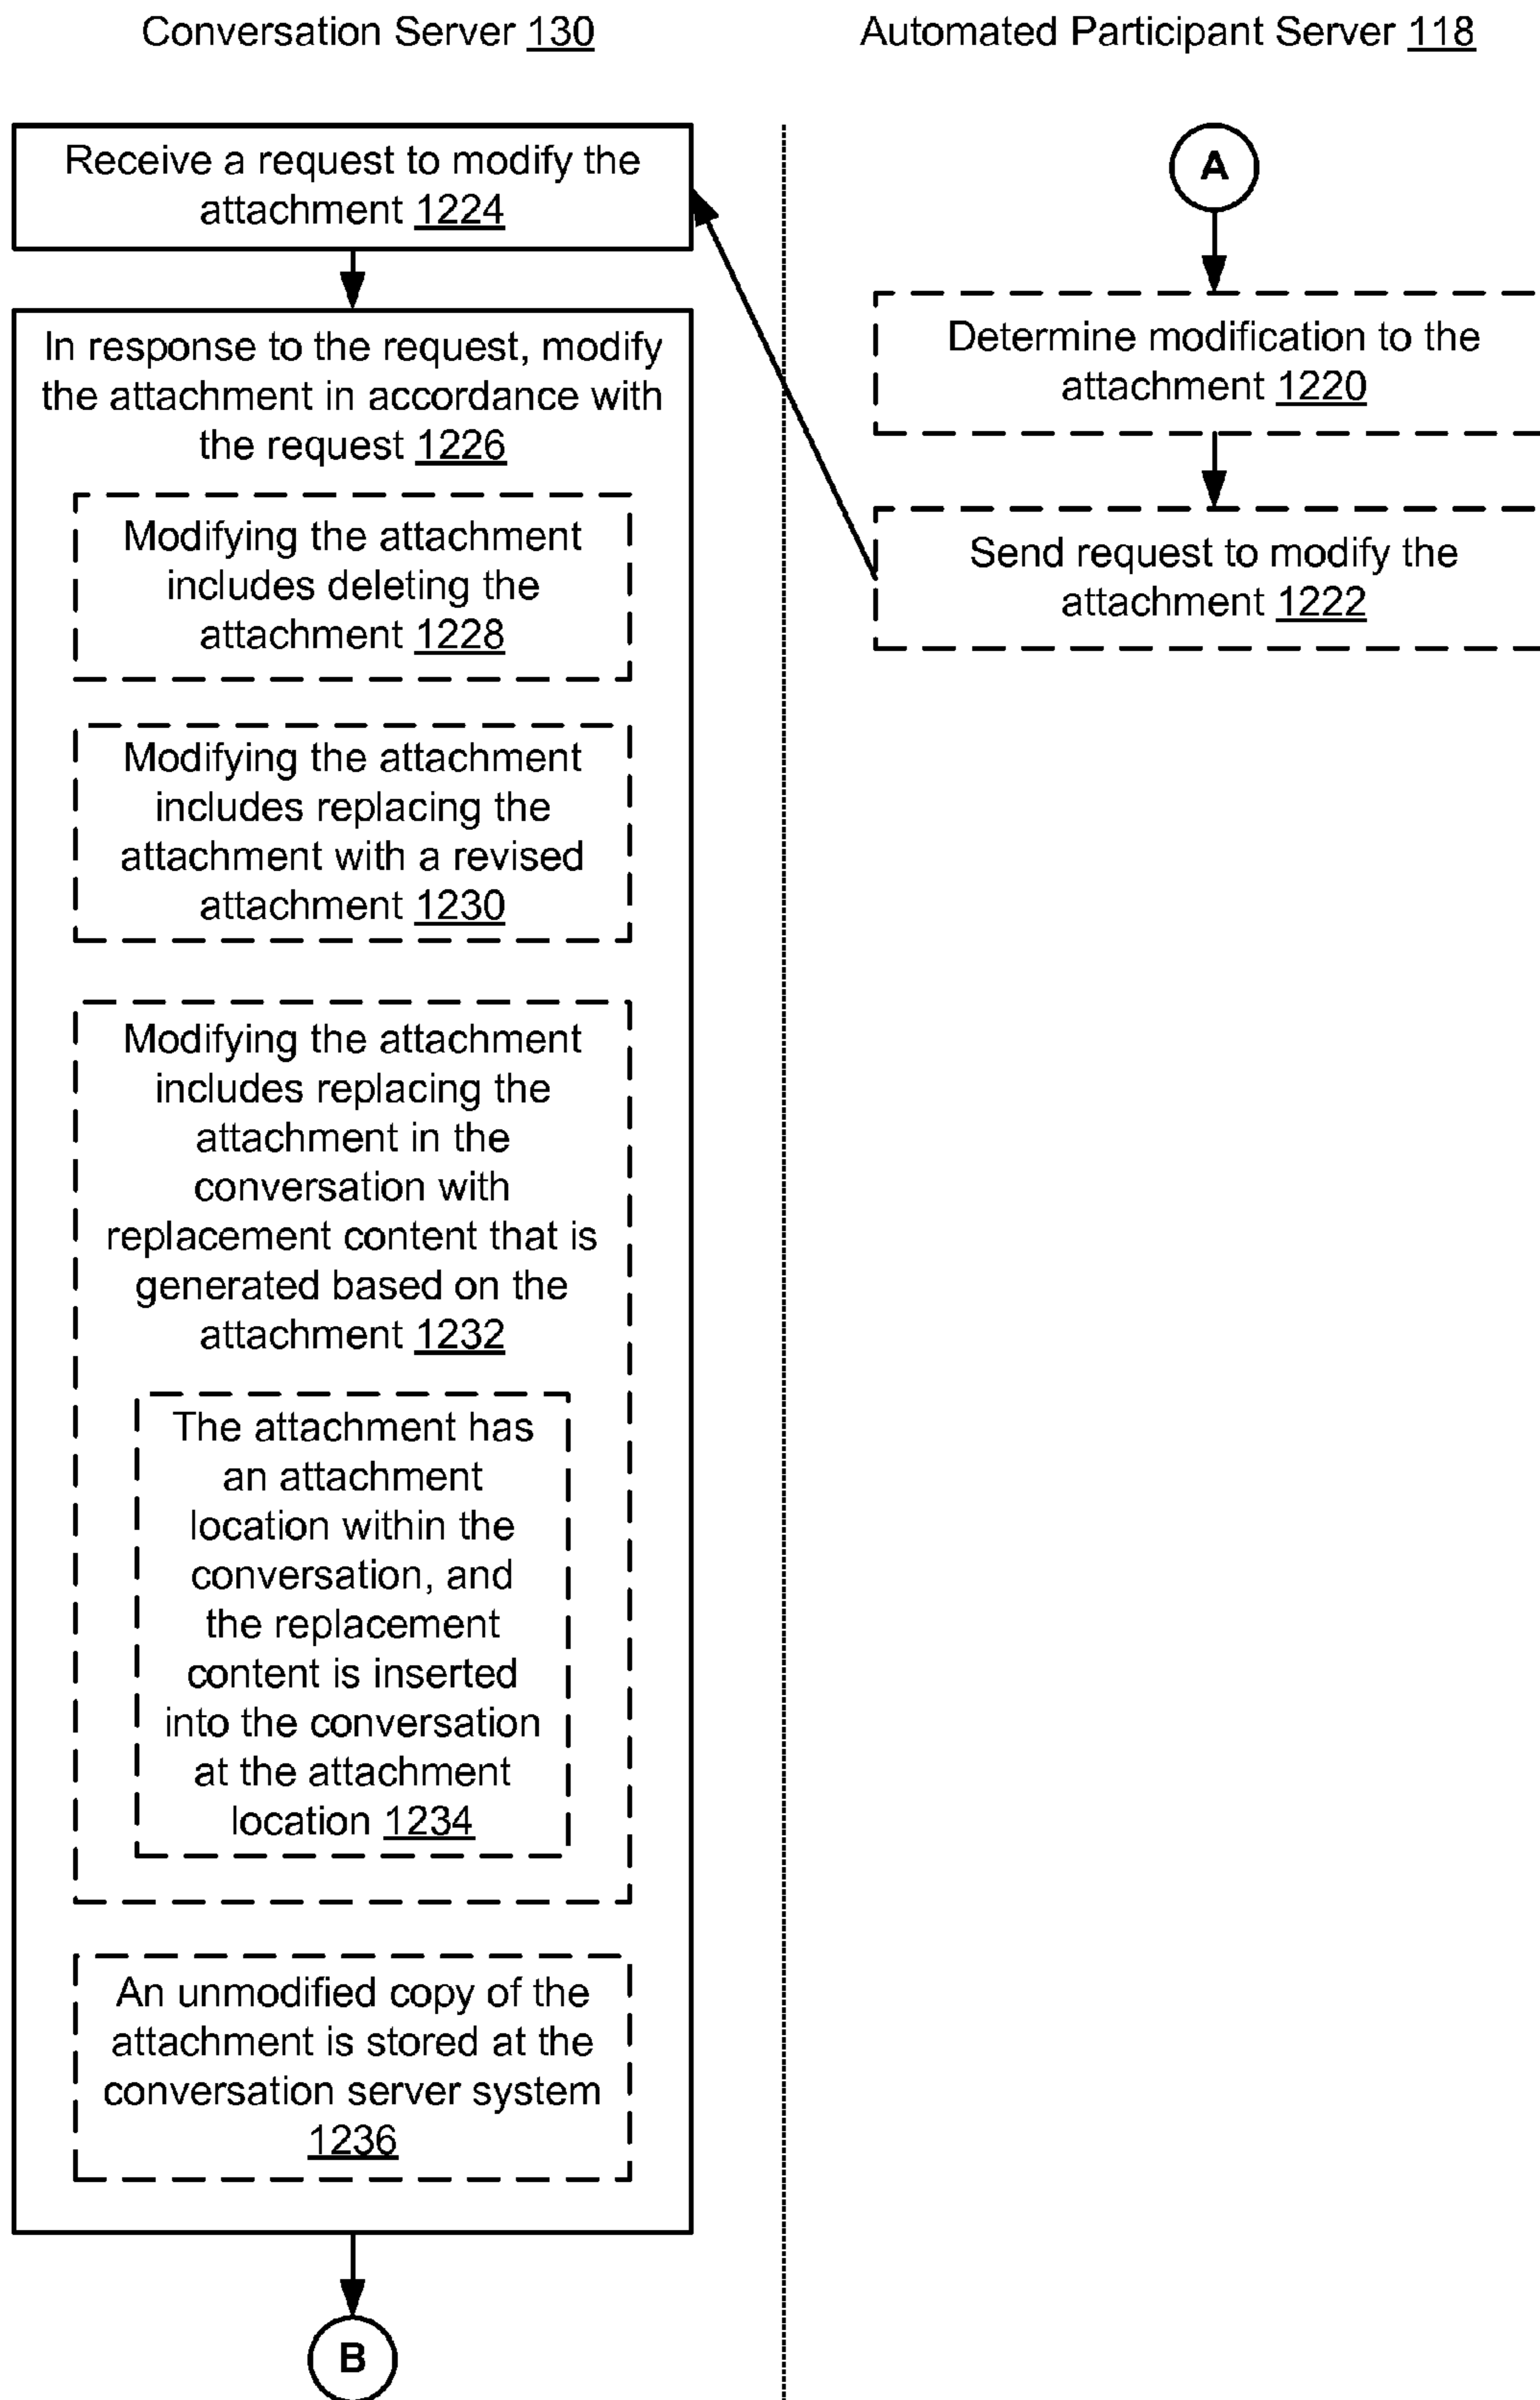 Conversation Server 130
Automated Participant Server 118
Receive a request to modify the
attachment 1224
In response to the request, modify
the attachment in accordance with
the request 1226
Modifying the attachment
includes deleting the
attachment 1228
Modifying the attachment
includes replacing the
attachment with a revised
attachment 1230
Modifying the attachment
includes replacing the
attachment in the
conversation with
replacement content that is
generated based on the
attachment 1232
The attachment has
an attachment
location within the
conversation, and
the replacement
content is inserted
into the conversation
at the attachment
location 1234
An unmodified copy of the
attachment is stored at the
conversation server system
1236
B
A
Determine modification to the
attachment 1220
Send request to modify the
attachment 1222